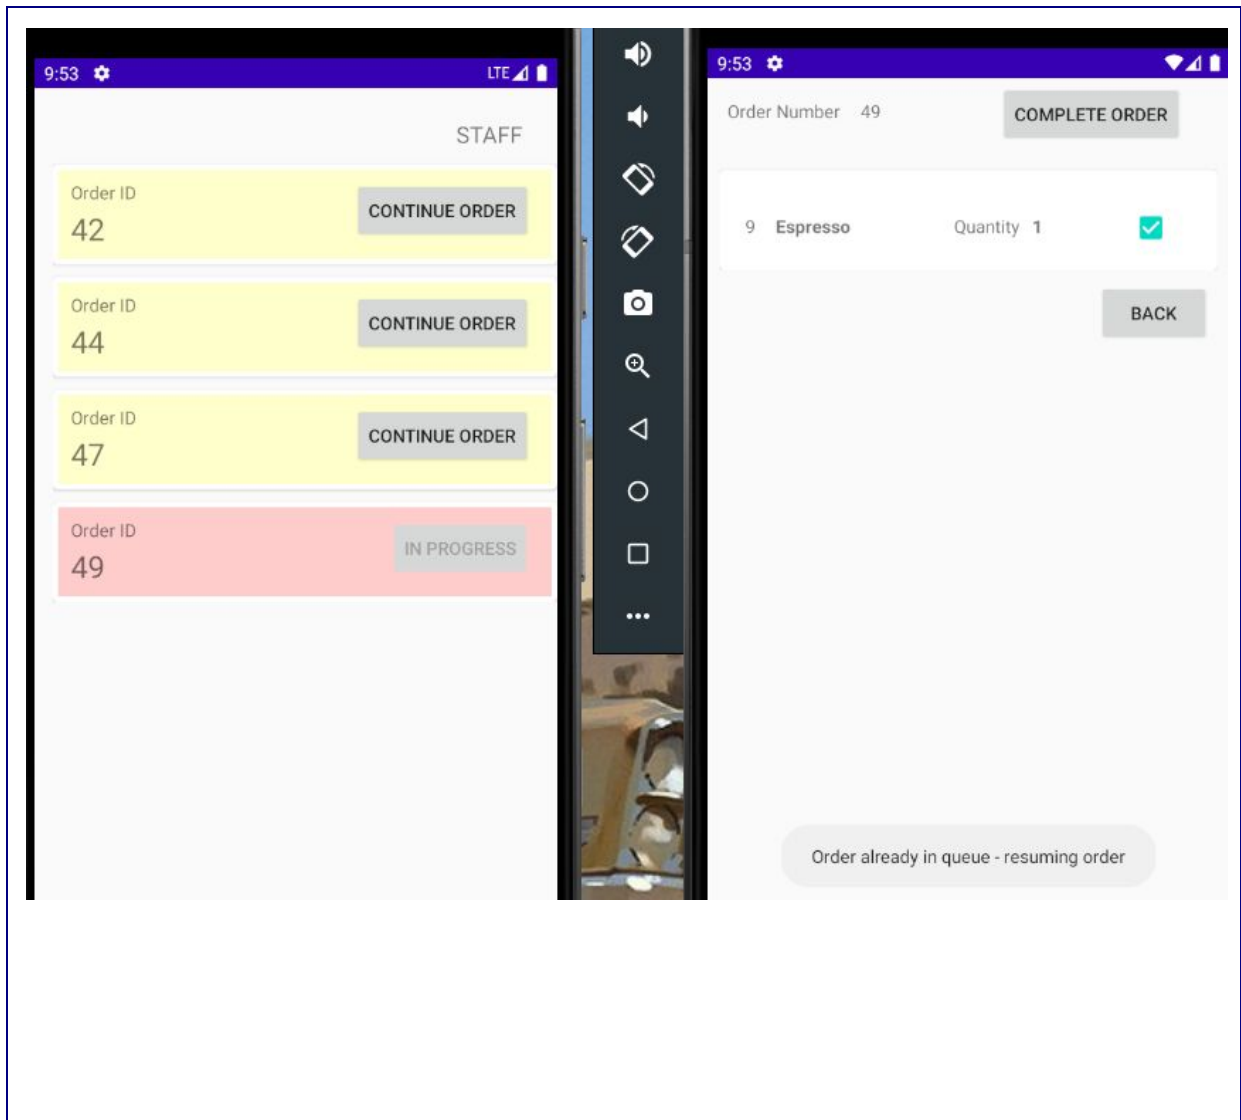 9:53 LTE
STAFF
Order ID
42
CONTINUE ORDER
Order ID
44
CONTINUE ORDER
Order ID
47
CONTINUE ORDER
Order ID
49
IN PROGRESS
9:53
Order Number 49
COMPLETE ORDER
9 Espresso Quantity 1
BACK
Order already in queue - resuming order